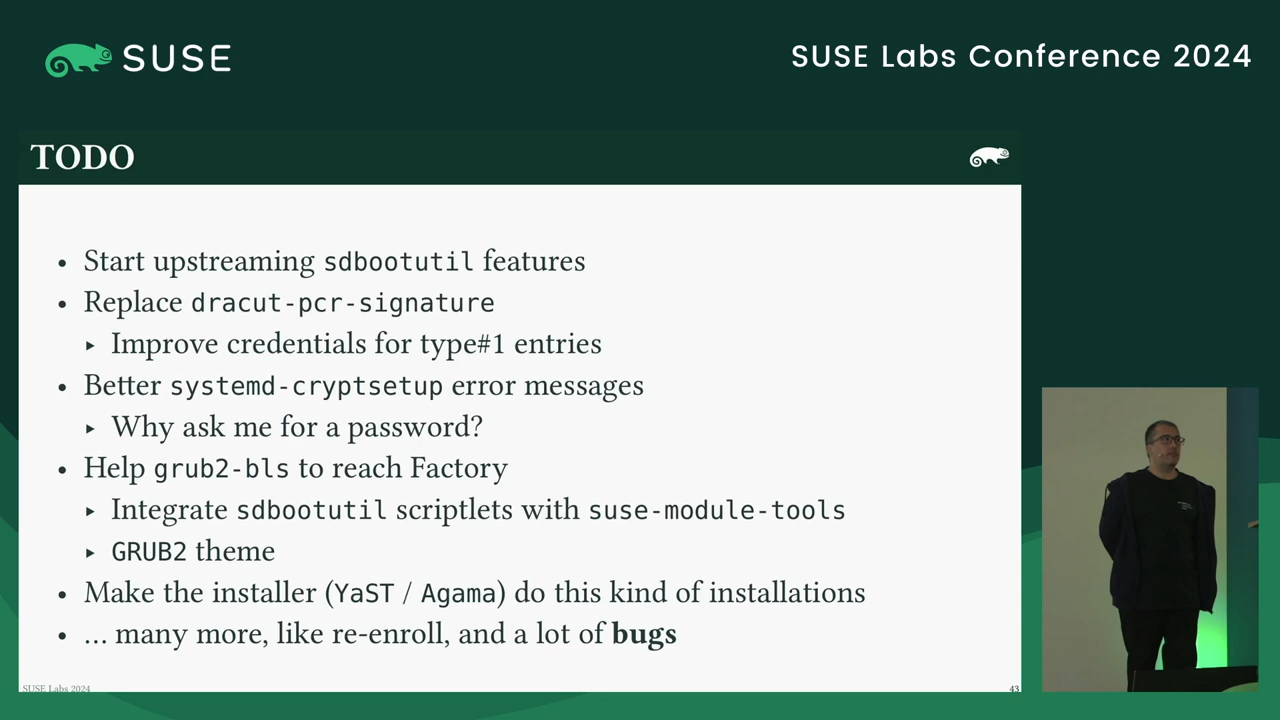 SUSE
SUSE Labs Conference 2024
TODO
• Start upstreaming sdbootutil features
• Replace dracut-pcr-signature
▸ Improve credentials for type#1 entries
• Better systemd-cryptsetup error messages
▸ Why ask me for a password?
• Help grub2-bls to reach Factory
▸ Integrate sdbootutil scriptlets with suse-module-tools
▸ GRUB2 theme
• Make the installer (YaST / Agama) do this kind of installations
• … many more, like re-enroll, and a lot of bugs
SUSE Labs 2024
43